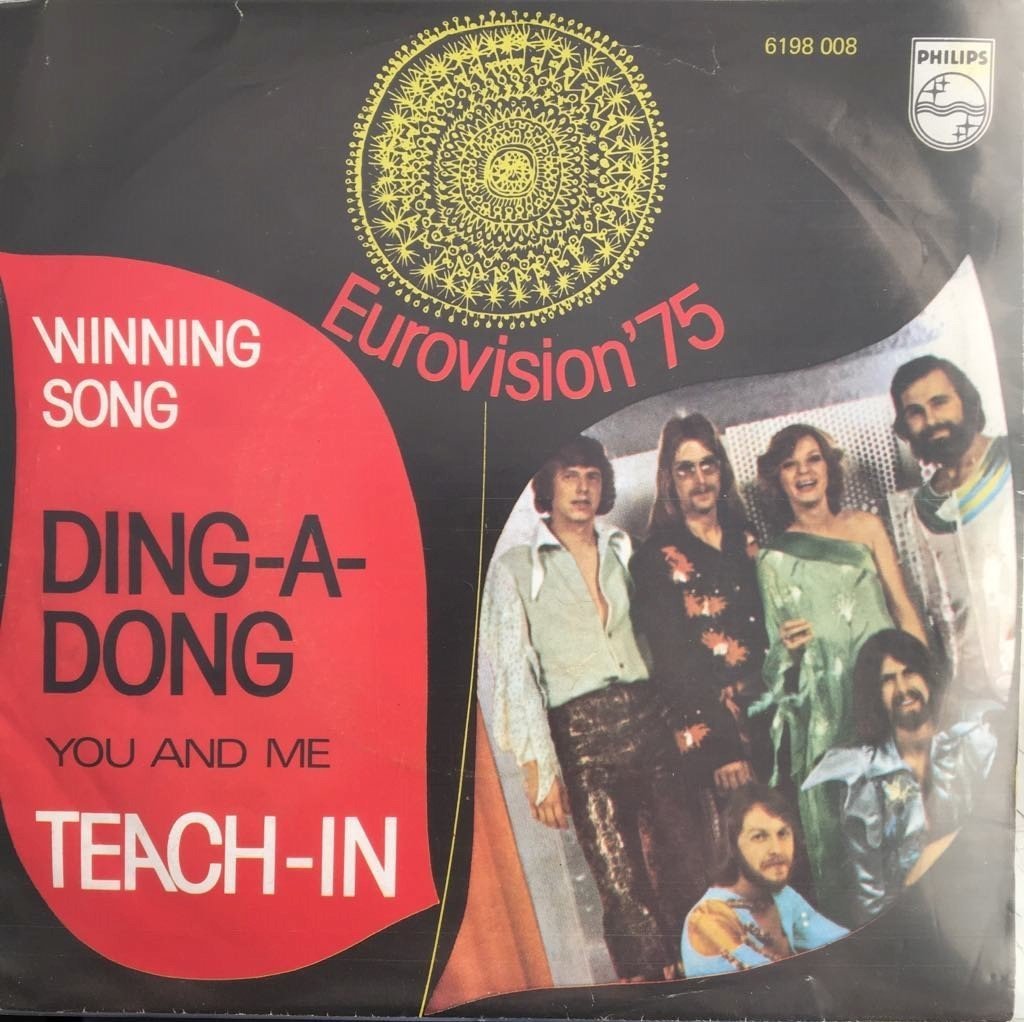 6198 008
PHILIPS
Eurovision '75
WINNING
SONG
DING-A-
DONG
YOU AND ME
TEACH-IN